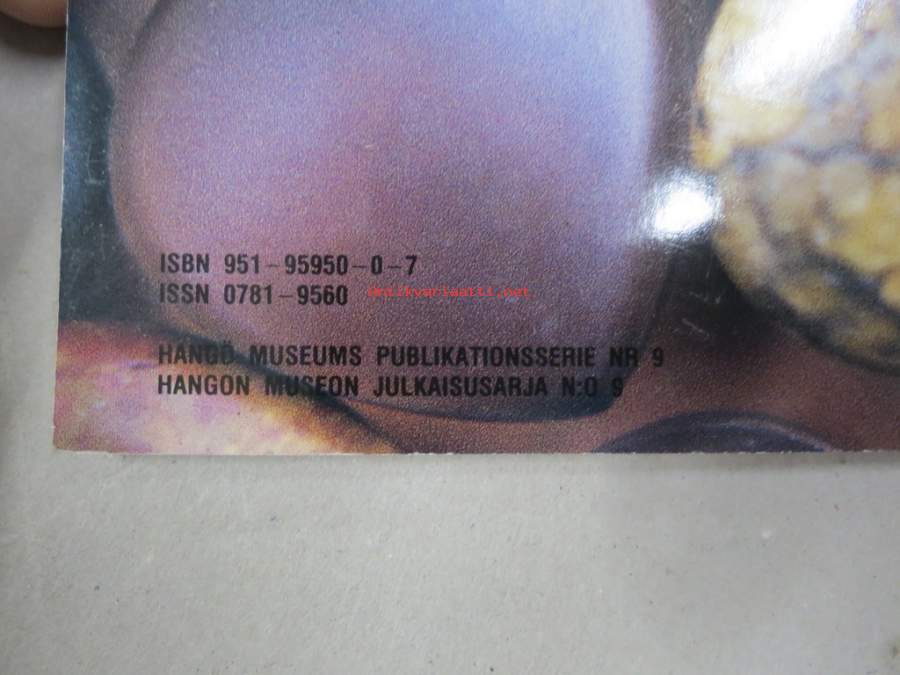 ISBN 951-95950-0-7
ISSN 0781-9560 antikvariaatti.net
HANGÖ MUSEUMS PUBLIKATIONSSERIE NR 9
HANGON MUSEON JULKAISUSARJA N:O 9